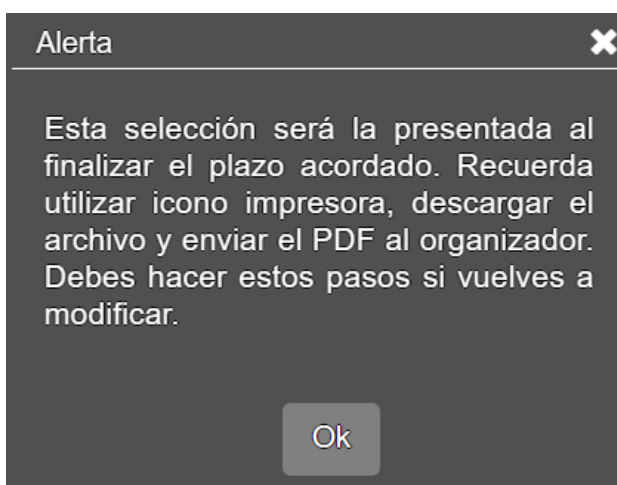 Alerta
Esta selección será la presentada al
finalizar el plazo acordado. Recuerda
utilizar icono impresora, descargar el
archivo y enviar el PDF al organizador.
Debes hacer estos pasos si vuelves a
modificar.
Ok